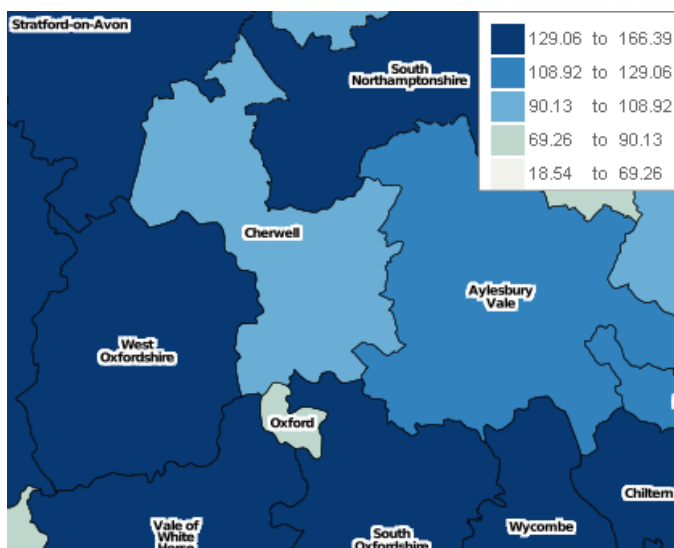 Stratford-on-Avon
South
Northamptonshire
129.06 to 166.39
108.92 to 129.06
90.13 to 108.92
69.26 to 90.13
18.54 to 69.26
Cherwell
Aylesbury
Vale
West
Oxfordshire
Oxford
Chiltern
Vale of
White
Horse
South
Oxfordshire
Wycombe